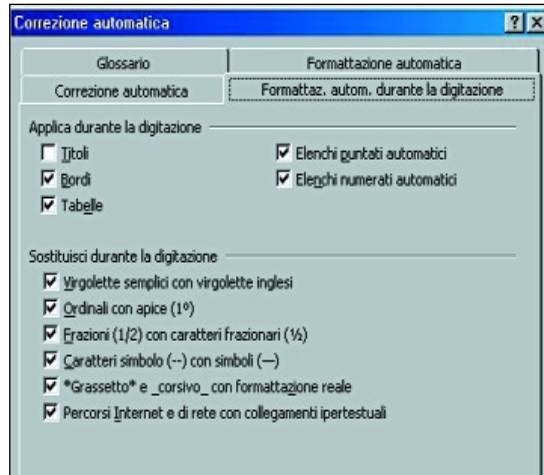 Correzione automatica
Glossario
Formattazione automatica
Correzione automatica
Formattaz. autom. durante la digitazione
Applica durante la digitazione
Titoli
Elenchi puntati automatici
Bordi
Elenchi numerati automatici
Tabelle
Sostituisci durante la digitazione
Virgolette semplici con virgolette inglesi
Ordinali con apice (1º)
Frazioni (1/2) con caratteri frazionari (½)
Caratteri simbolo (--) con simboli (—)
*Grassetto* e _corsivo_ con formattazione reale
Percorsi Internet e di rete con collegamenti ipertestuali